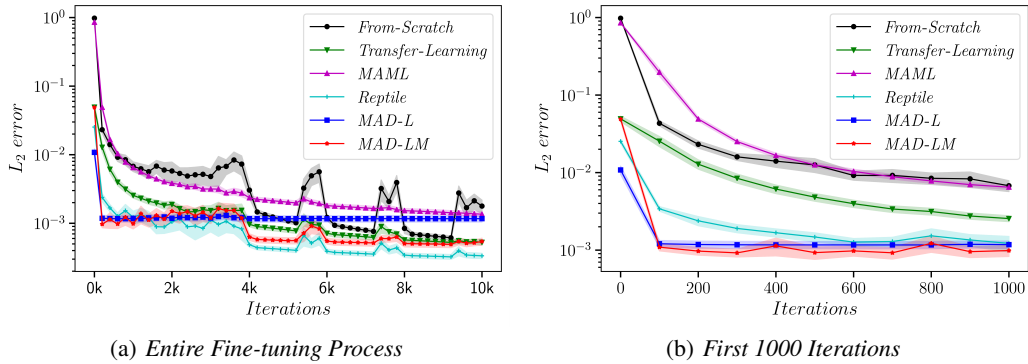 From-Scratch
Transfer-Learning
MAML
Reptile
MAD-L
MAD-LM
10^0
10^{-1}
10^{-2}
10^{-3}
L_2 error
0k 2k 4k 6k 8k 10k
Iterations
(a) Entire Fine-tuning Process
From-Scratch
Transfer-Learning
MAML
Reptile
MAD-L
MAD-LM
10^0
10^{-1}
10^{-2}
10^{-3}
L_2 error
0 200 400 600 800 1000
Iterations
(b) First 1000 Iterations